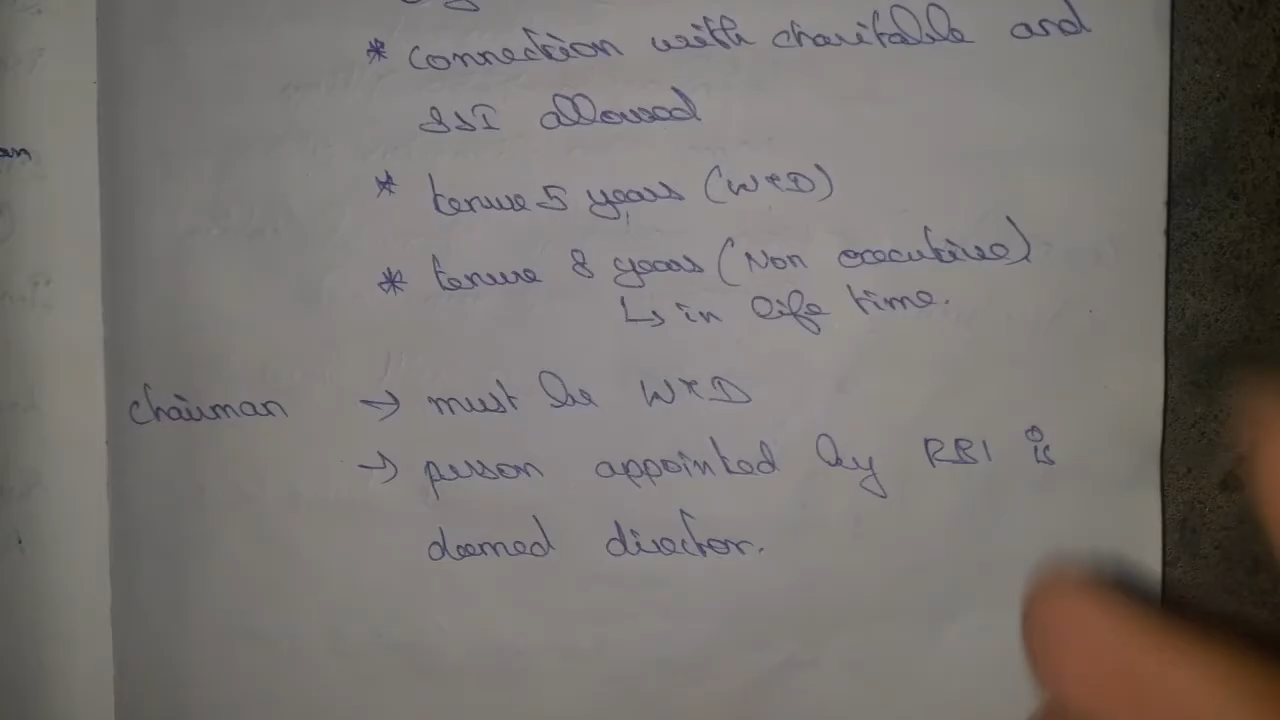 * connection with charitable and
SSI allowed
an
* tenure 5 years (WTD)
* tenure 8 years (Non executive)
↳ in life time.
chairman → must be WTD
→ person appointed by RBI is
deemed director.